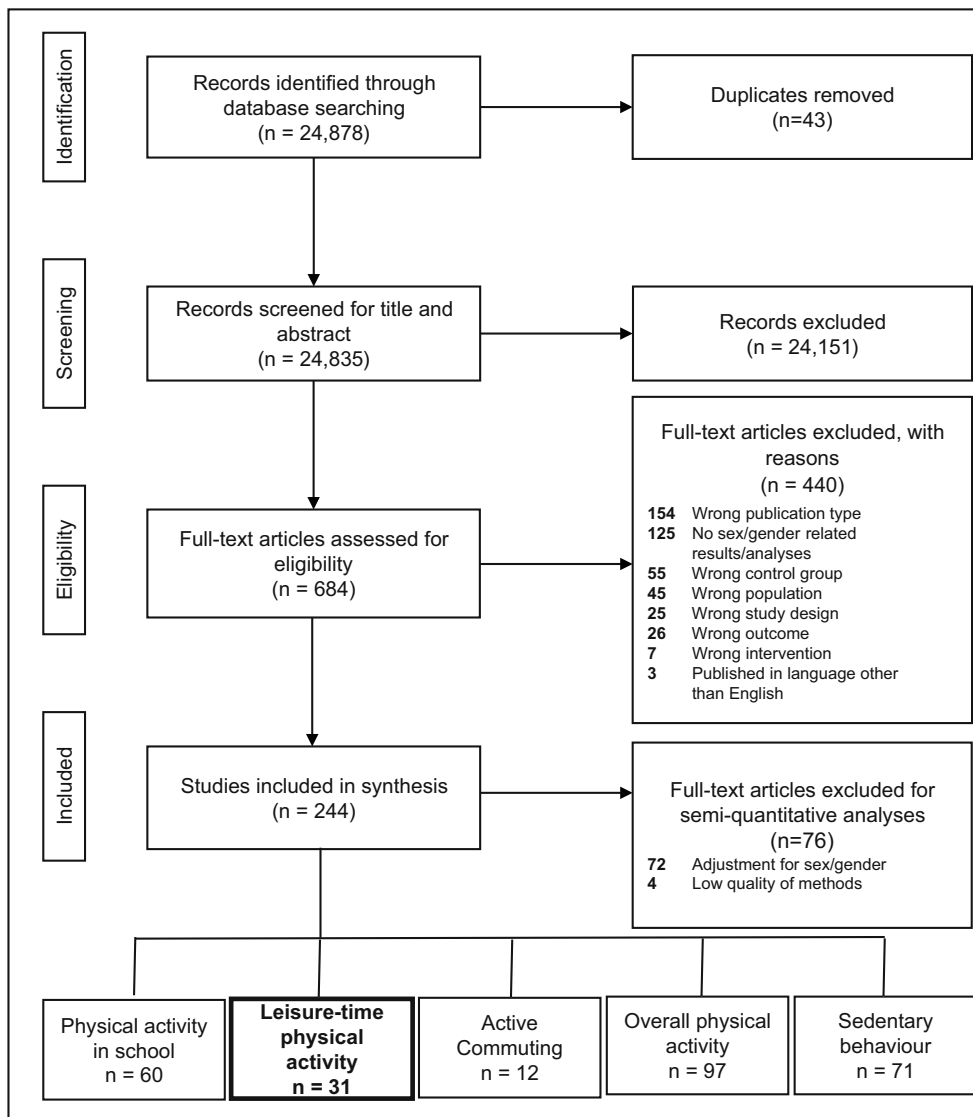 Identification
Records identified through
database searching
(n = 24,878)
Duplicates removed
(n=43)
Screening
Records screened for title and
abstract
(n = 24,835)
Records excluded
(n = 24,151)
Eligibility
Full-text articles assessed for
eligibility
(n = 684)
Full-text articles excluded, with
reasons
(n = 440)
154 Wrong publication type
125 No sex/gender related
results/analyses
55 Wrong control group
45 Wrong population
25 Wrong study design
26 Wrong outcome
7 Wrong intervention
3 Published in language other
than English
Included
Studies included in synthesis
(n = 244)
Full-text articles excluded for
semi-quantitative analyses
(n=76)
72 Adjustment for sex/gender
4 Low quality of methods
Physical activity
in school
n = 60
Leisure-time
physical
activity
n = 31
Active
Commuting
n = 12
Overall physical
activity
n = 97
Sedentary
behaviour
n = 71